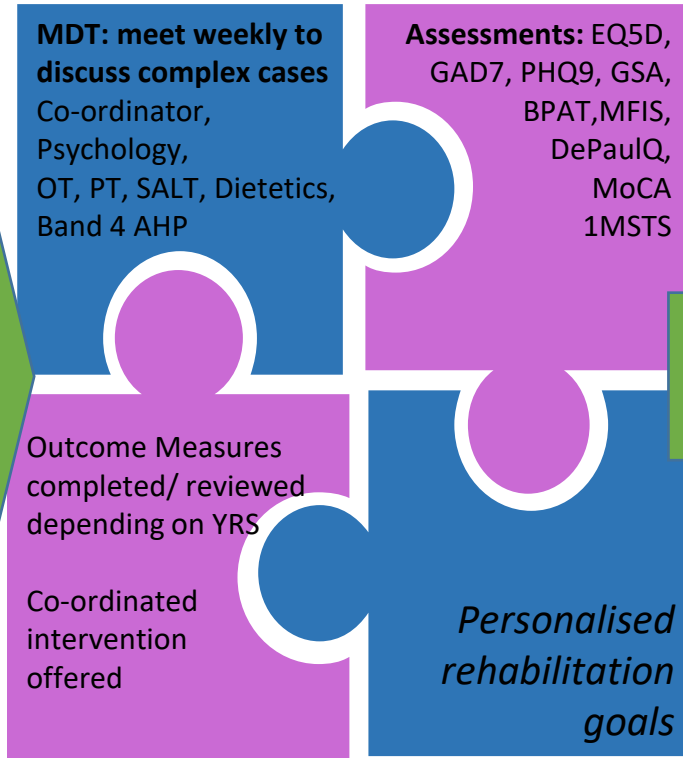 MDT: meet weekly to
discuss complex cases
Co-ordinator,
Psychology,
OT, PT, SALT, Dietetics,
Band 4 AHP
Assessments: EQ5D,
GAD7, PHQ9, GSA,
BPAT,MFIS,
DePaulQ,
MoCA
1MSTS
Outcome Measures
completed/ reviewed
depending on YRS
Co-ordinated
intervention
offered
Personalised
rehabilitation
goals